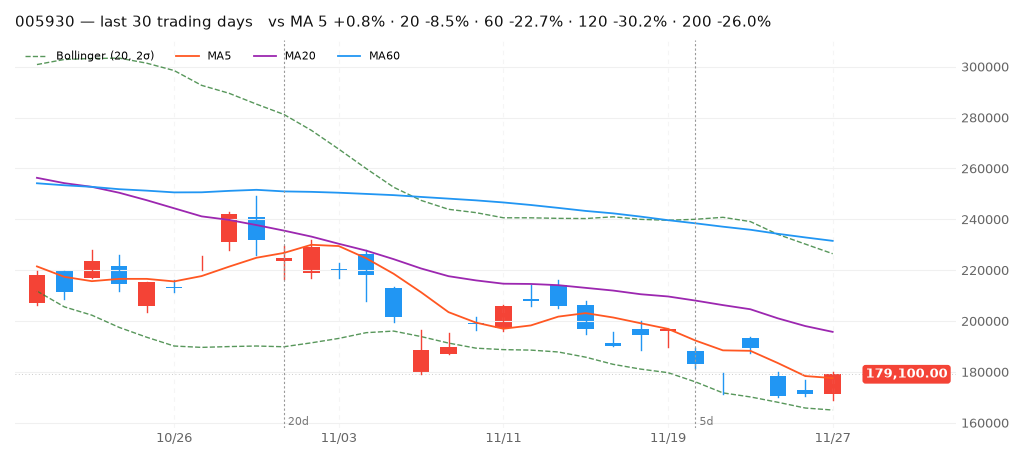 005930 — last 30 trading days   vs MA 5 +0.8% · 20 -8.5% · 60 -22.7% · 120 -30.2% · 200 -26.0%
Bollinger (20, 2σ)   MA5   MA20   MA60
300000
280000
260000
240000
220000
200000
180000
179,100.00
160000
20d   5d
10/26   11/03   11/11   11/19   11/27